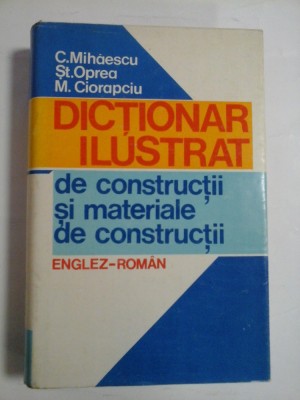 C.Mihăescu
Șt.Oprea
M.Ciorapciu
DICȚIONAR
ILUSTRAT
de construcții
și materiale
de construcții
ENGLEZ-ROMÂN